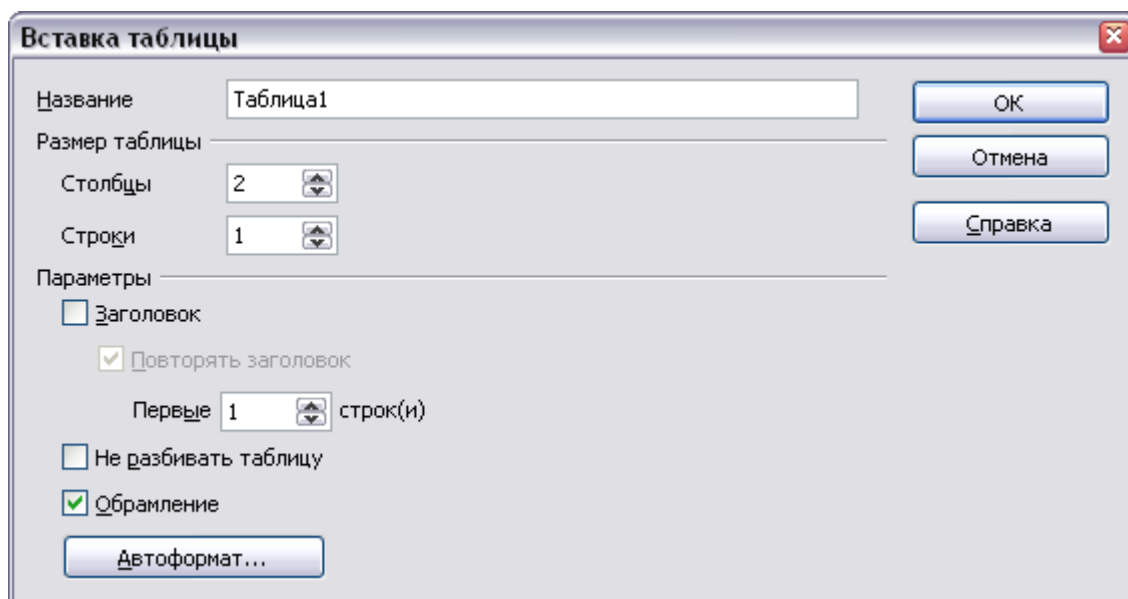 Вставка таблицы
Название Таблица1
ОК
Размер таблицы
Отмена
Столбцы 2
Строки 1
Справка
Параметры
Заголовок
Повторять заголовок
Первые 1 строк(и)
Не разбивать таблицу
Обрамление
Автоформат...